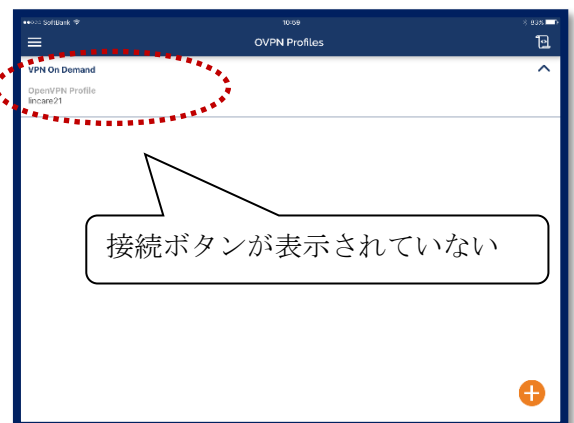 SoftBank 10:59 83%
OVPN Profiles
VPN On Demand
OpenVPN Profile
lincare21
接続ボタンが表示されていない